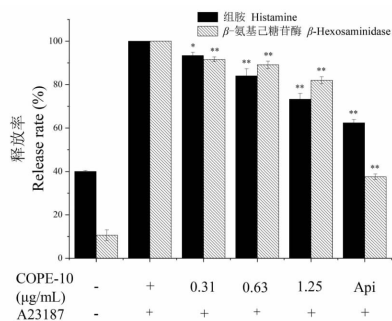 组胺 Histamine
β-氨基己糖苷酶 β-Hexosaminidase
释放率
Release rate (%)
100
80
60
40
20
0
* ** ** ** ** ** ** **
COPE-10
(μg/mL)
- + 0.31 0.63 1.25 Api
A23187
- + + + + +